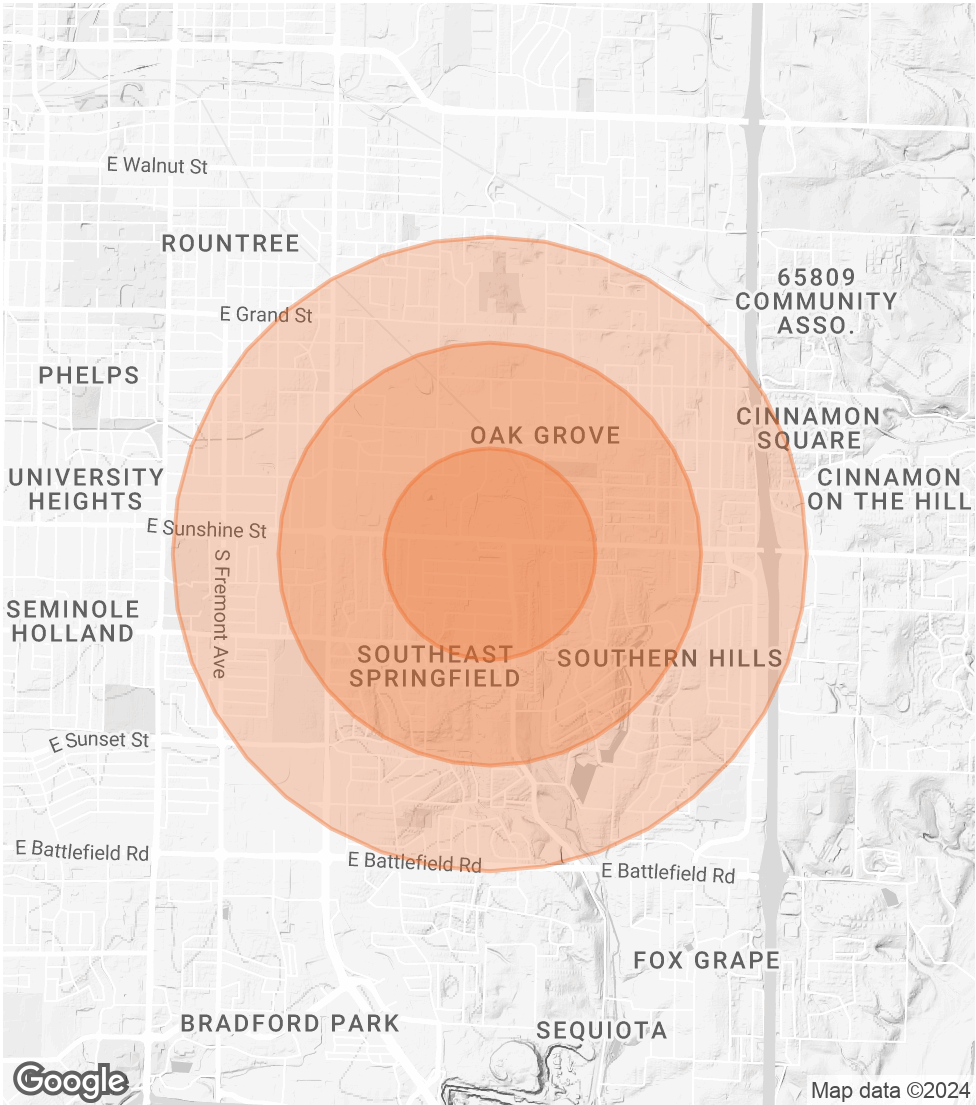 E Walnut St
ROUNTREE
65809
COMMUNITY
ASSO.
E Grand St
PHELPS
CINNAMON
SQUARE
OAK GROVE
UNIVERSITY
HEIGHTS
CINNAMON
ON THE HILL
E Sunshine St
S Fremont Ave
SEMINOLE
HOLLAND
SOUTHEAST
SPRINGFIELD
SOUTHERN HILLS
E Sunset St
E Battlefield Rd
E Battlefield Rd
E Battlefield Rd
FOX GRAPE
BRADFORD PARK
SEQUIOTA
Google
Map data ©2024